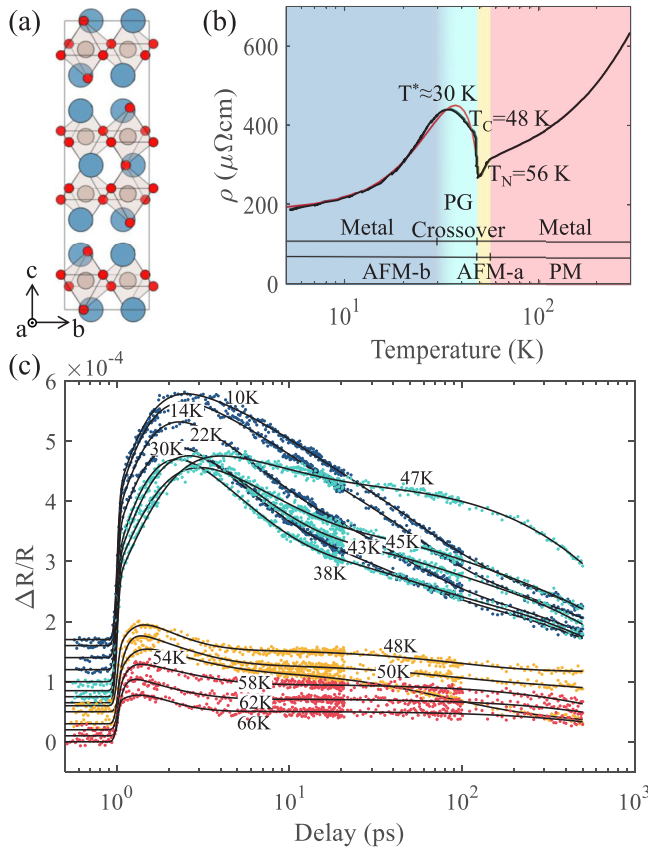 (a)
c
a
b
(b)
ρ (μΩcm)
600
400
200
0
T*≈30 K
T_C=48 K
T_N=56 K
PG
Metal
Crossover
Metal
AFM-b
AFM-a
PM
10^1
10^2
Temperature (K)
(c)
×10^-4
ΔR/R
6
5
4
3
2
1
0
10K
14K
22K
30K
47K
45K
43K
38K
48K
50K
54K
58K
62K
66K
10^0
10^1
10^2
10^3
Delay (ps)